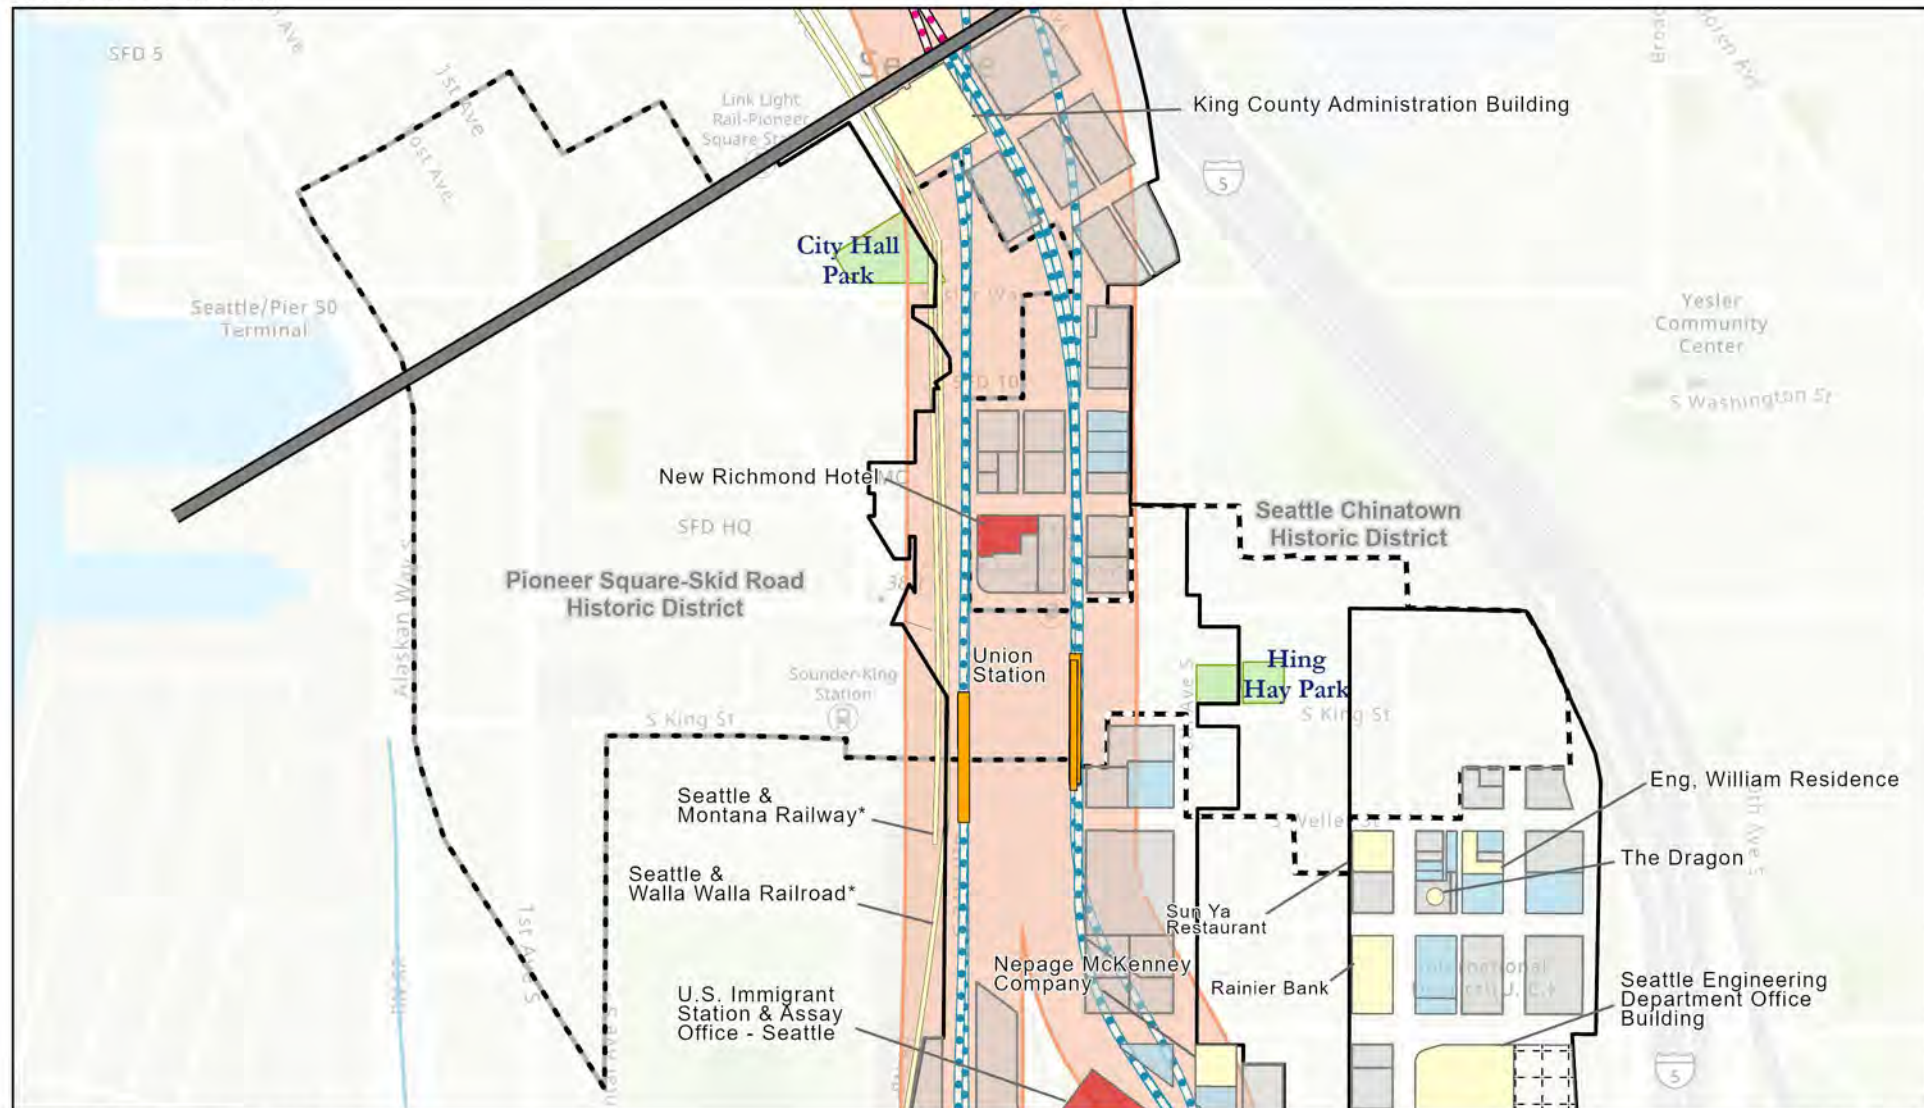 SFD 5
1st Ave
Link Light
Rail-Pioneer
King County Administration Building
5
City Hall
Park
Seattle/Pier 50
Terminal
Yesler
Community
Center
SFD 10
S Washington St
New Richmond Hotel
SFD HQ
Seattle Chinatown
Historic District
Pioneer Square-Skid Road
Historic District
Alaskan Way S
Union
Station
Hing
Hay Park
Sounder-King
Station
S King St
S King St
Seattle &
Montana Railway*
Eng, William Residence
S Weller St
The Dragon
Seattle &
Walla Walla Railroad*
1st Ave S
Sun Ya
Restaurant
Nepage McKenney
Company
Rainier Bank
U.S. Immigrant
Station & Assay
Office - Seattle
Seattle Engineering
Department Office
Building
5